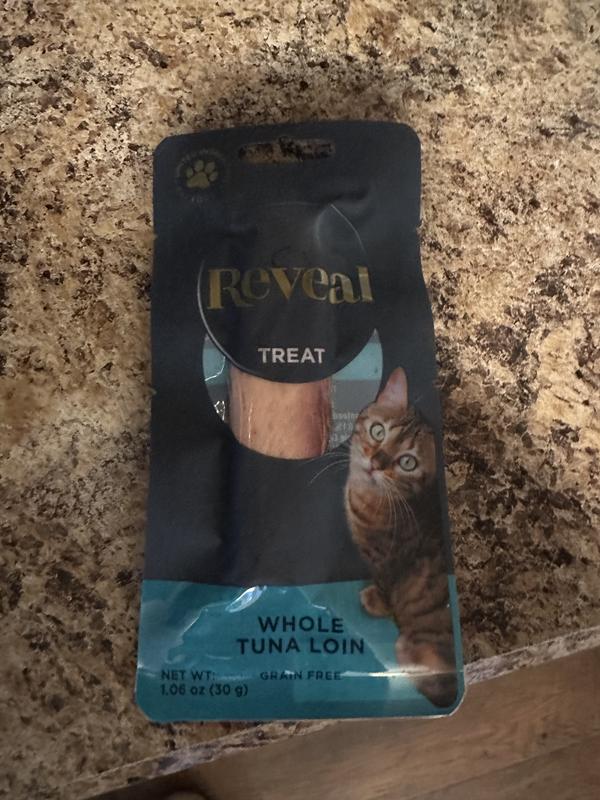 Reveal
TREAT
WHOLE
TUNA LOIN
NET WT:
GRAIN FREE
1.06 oz (30 g)